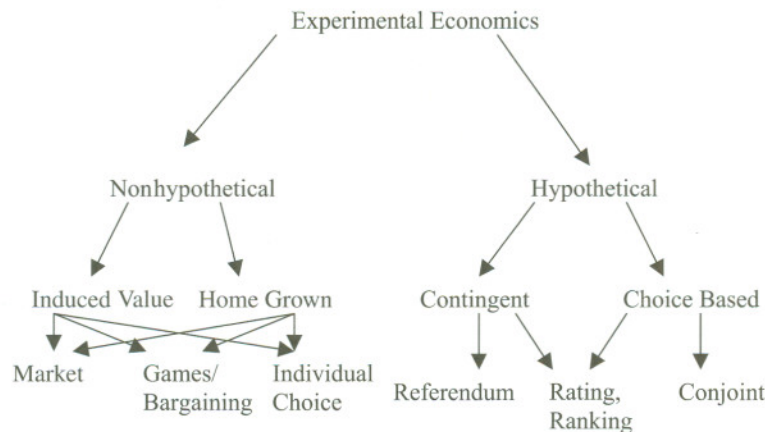 Experimental Economics
Nonhypothetical
Hypothetical
Induced Value
Home Grown
Contingent
Choice Based
Market
Games/
Bargaining
Individual
Choice
Referendum
Rating,
Ranking
Conjoint